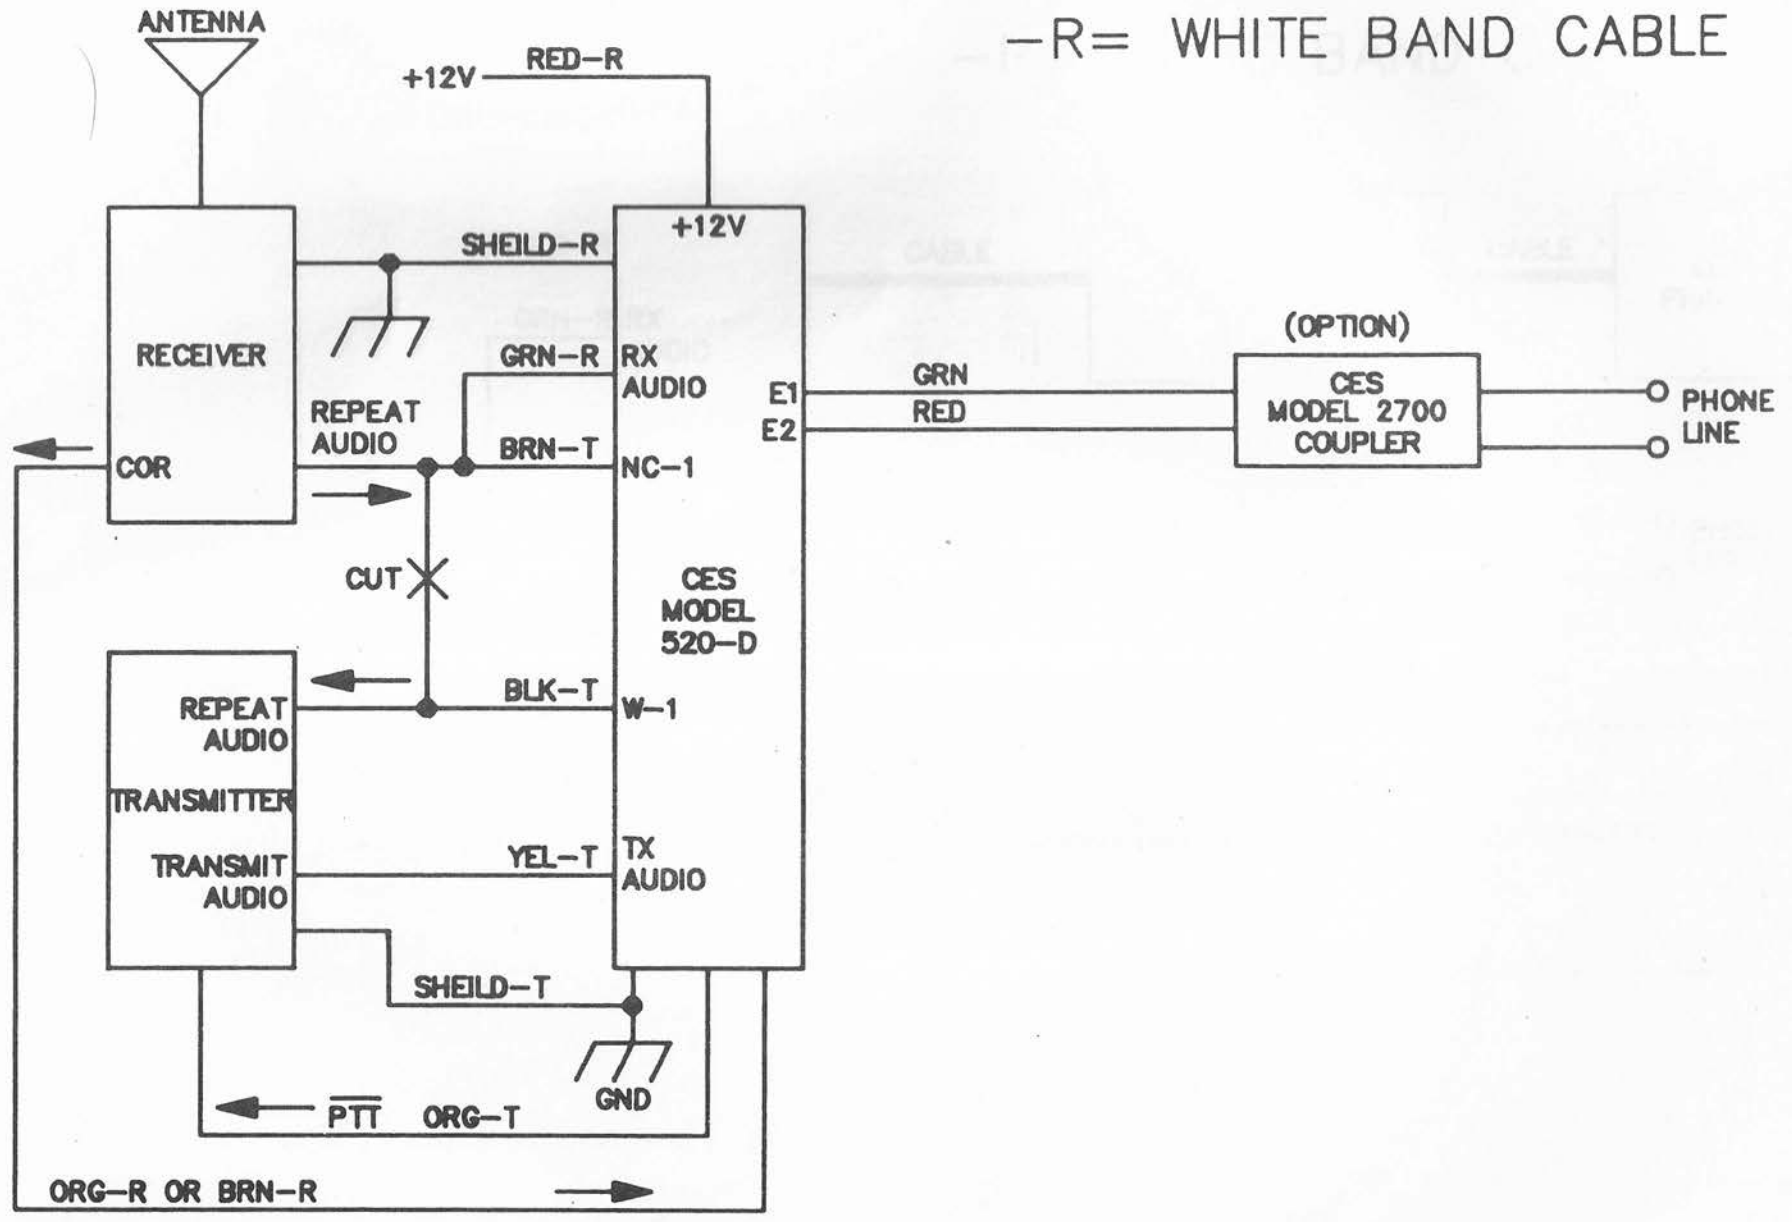 ANTENNA
-R= WHITE BAND CABLE
+12V
RED-R
+12V
SHEILD-R
(OPTION)
RECEIVER
GRN-R
RX
AUDIO
E1
GRN
CES
MODEL 2700
COUPLER
PHONE
LINE
E2
RED
REPEAT
AUDIO
COR
BRN-T
NC-1
CUT
CES
MODEL
520-D
BLK-T
W-1
REPEAT
AUDIO
TRANSMITTER
YEL-T
TX
AUDIO
TRANSMIT
AUDIO
SHEILD-T
GND
PTT ORG-T
ORG-R OR BRN-R